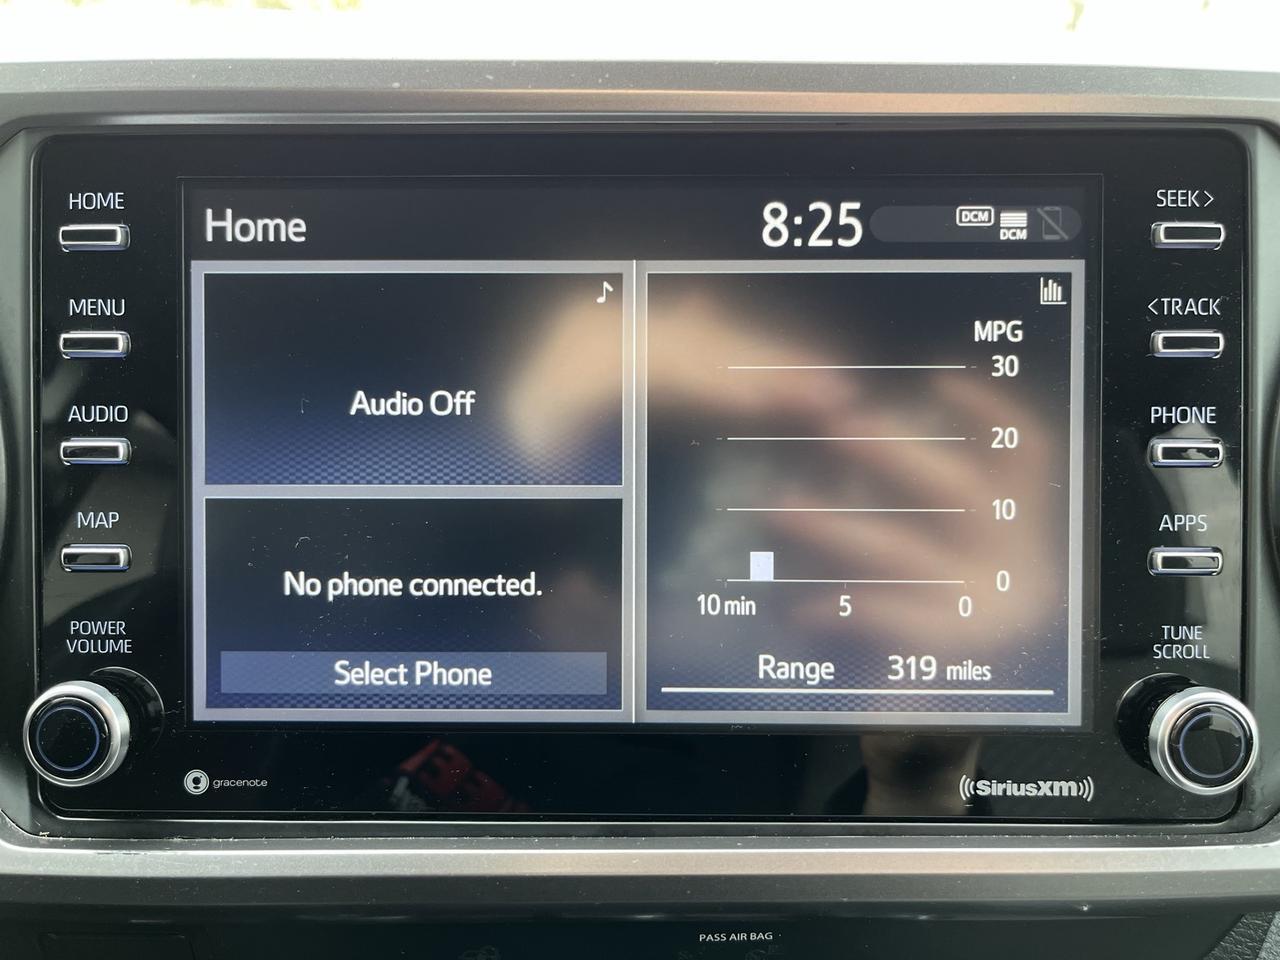 HOME
MENU
AUDIO
MAP
POWER
VOLUME
Home
8:25
DCM
DCM
Audio Off
No phone connected.
Select Phone
MPG
30
20
10
0
10 min 5 0
Range 319 miles
SEEK >
< TRACK
PHONE
APPS
TUNE
SCROLL
gracenote
((SiriusXM))
PASS AIR BAG